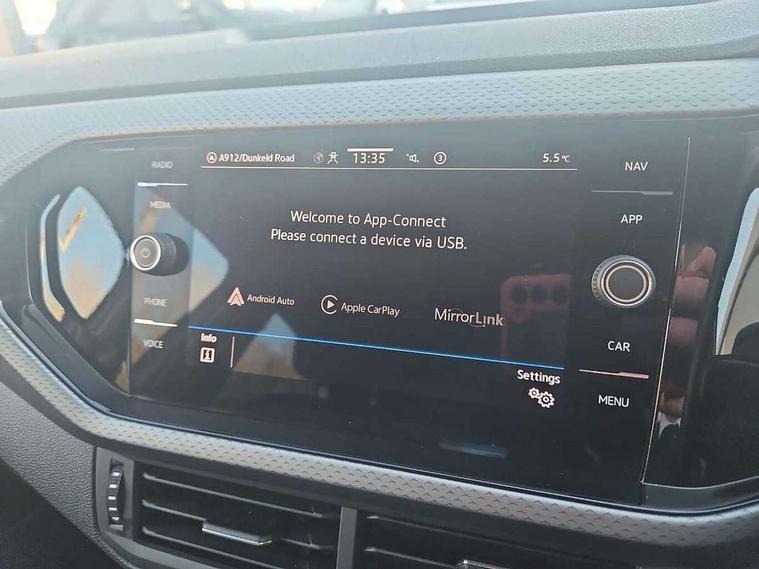 RADIO
MEDIA
PHONE
VOICE
A912/Dunkeld Road
13:35
3
5.5°C
Welcome to App-Connect
Please connect a device via USB.
Android Auto
Apple CarPlay
MirrorLink
Info
Settings
NAV
APP
CAR
MENU